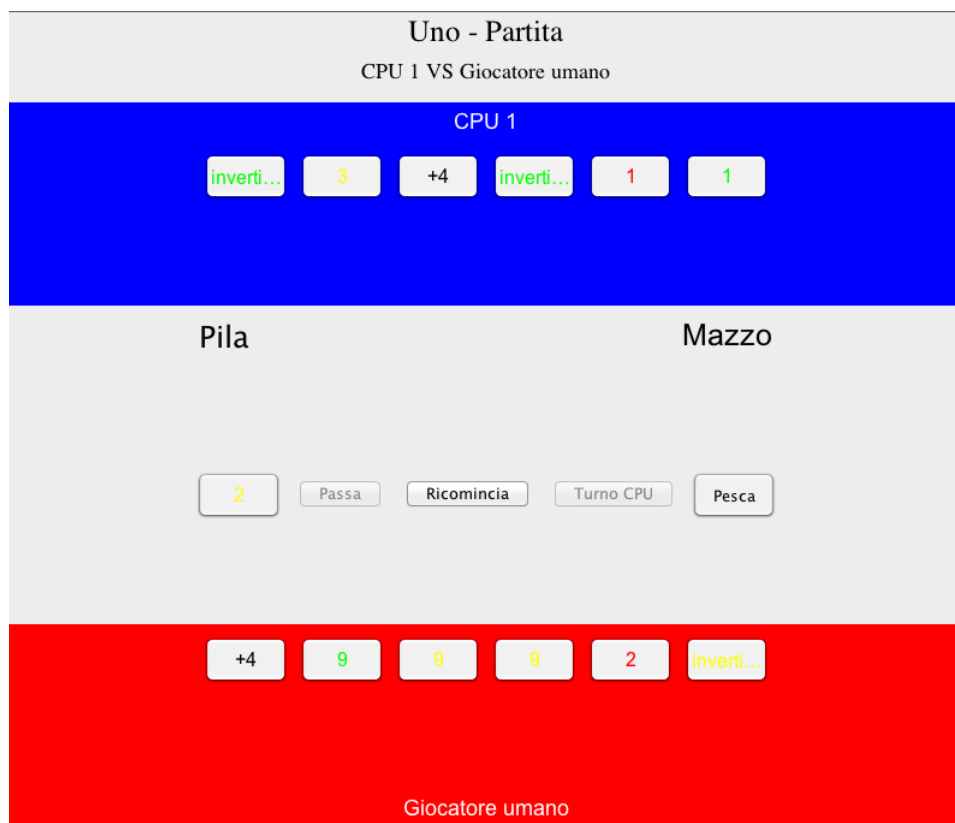 Uno - Partita
CPU 1 VS Giocatore umano
CPU 1
inverti... 3 +4 inverti... 1 1
Pila Mazzo
2 Passa Ricomincia Turno CPU Pesca
+4 9 9 9 2 inverti...
Giocatore umano